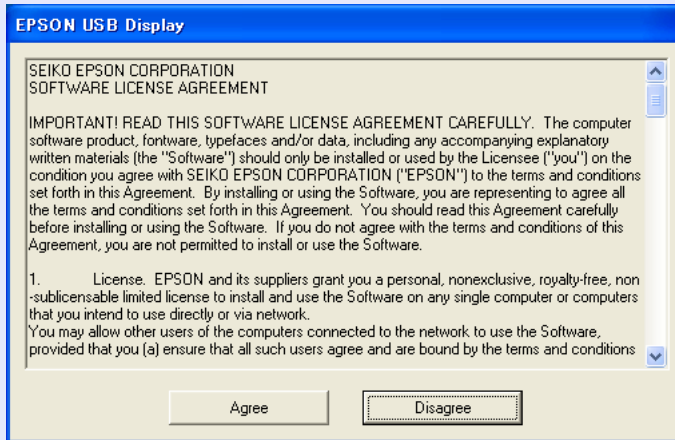 EPSON USB Display
SEIKO EPSON CORPORATION
SOFTWARE LICENSE AGREEMENT
IMPORTANT! READ THIS SOFTWARE LICENSE AGREEMENT CAREFULLY. The computer
software product, fontware, typefaces and/or data, including any accompanying explanatory
written materials (the "Software") should only be installed or used by the Licensee ("you") on the
condition you agree with SEIKO EPSON CORPORATION ("EPSON") to the terms and conditions
set forth in this Agreement. By installing or using the Software, you are representing to agree all
the terms and conditions set forth in this Agreement. You should read this Agreement carefully
before installing or using the Software. If you do not agree with the terms and conditions of this
Agreement, you are not permitted to install or use the Software.
1. License. EPSON and its suppliers grant you a personal, nonexclusive, royalty-free, non
-sublicensable limited license to install and use the Software on any single computer or computers
that you intend to use directly or via network.
You may allow other users of the computers connected to the network to use the Software,
provided that you (a) ensure that all such users agree and are bound by the terms and conditions
Agree Disagree